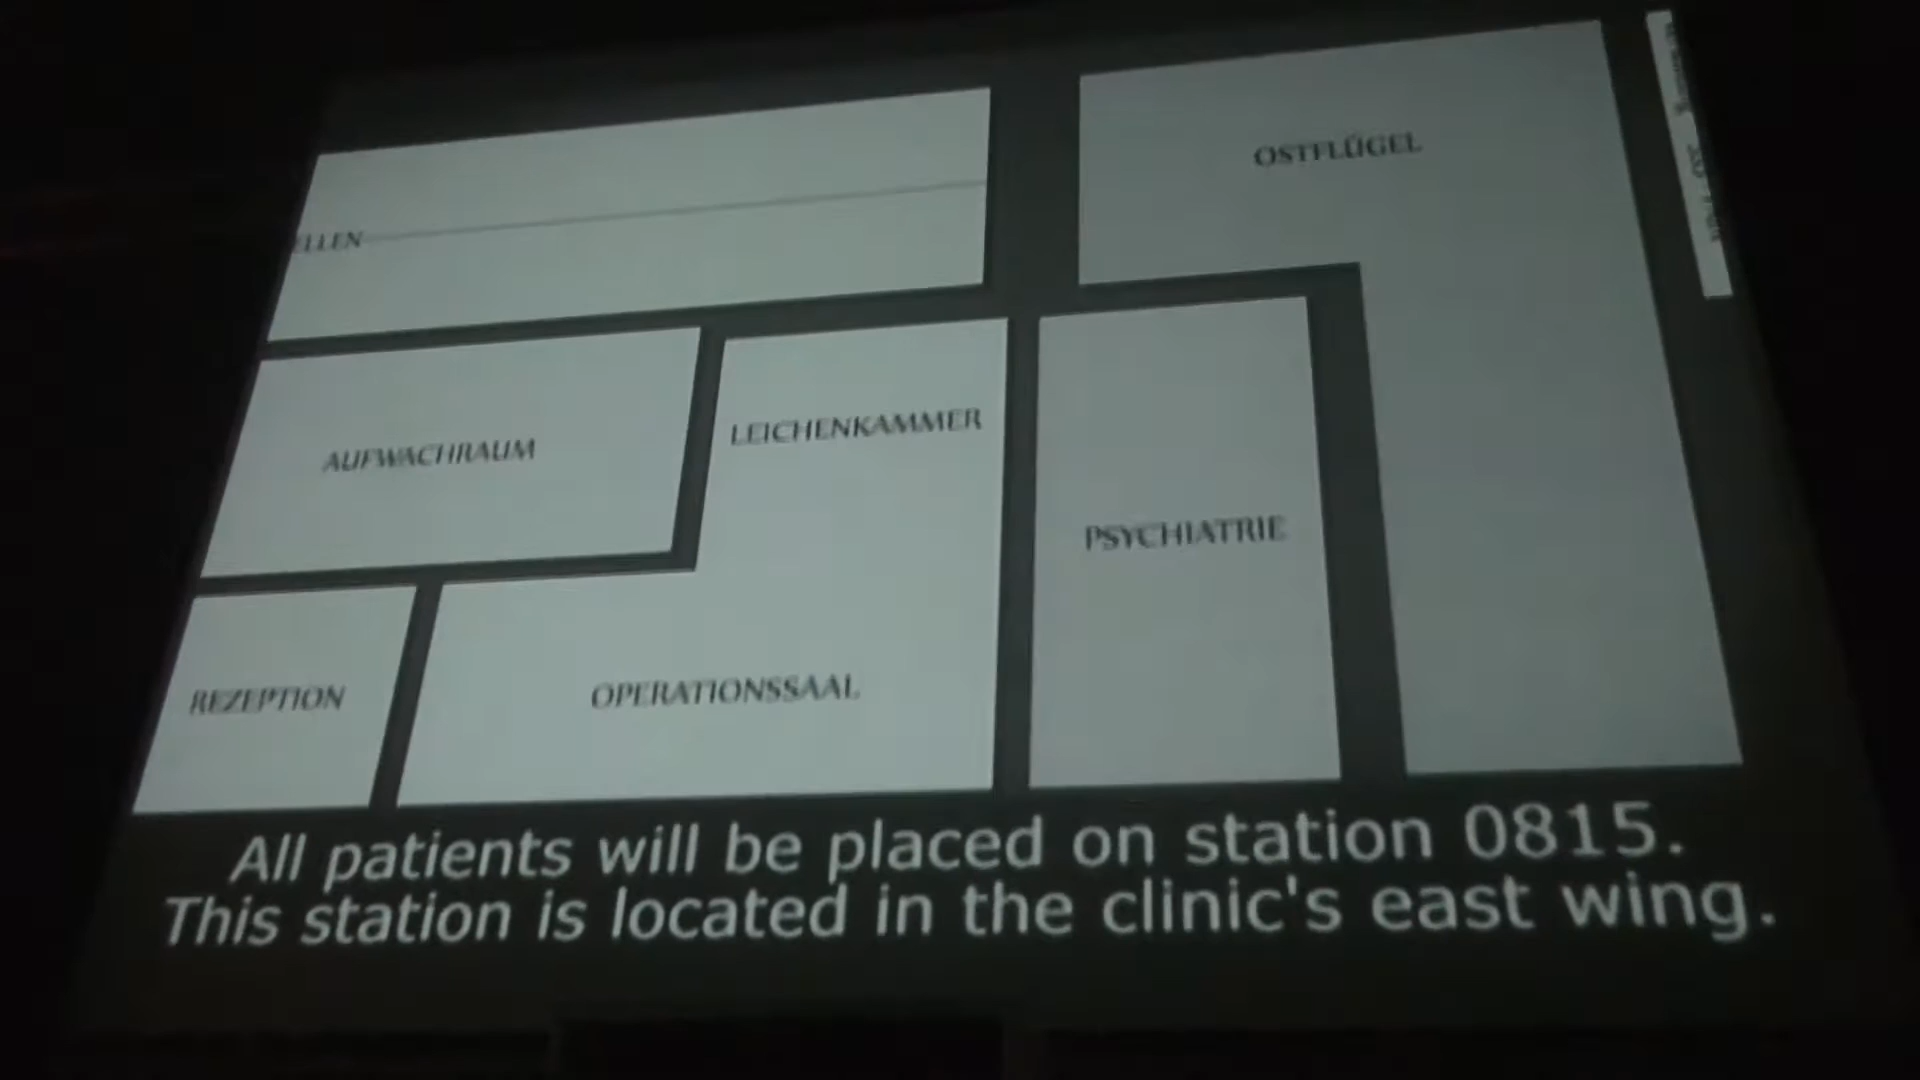 OSTFLÜGEL
ELLEN
AUFWACHRAUM
LEICHENKAMMER
PSYCHIATRIE
REZEPTION
OPERATIONSSAAL
All patients will be placed on station 0815.
This station is located in the clinic's east wing.